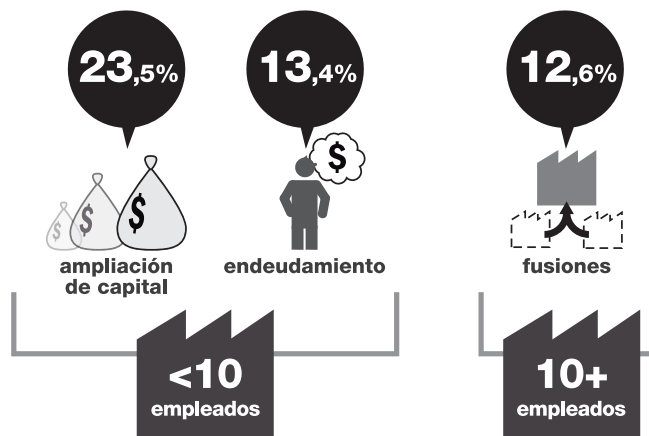 23,5%
13,4%
12,6%
$ $ $
$
ampliación
de capital
endeudamiento
fusiones
<10
empleados
10+
empleados